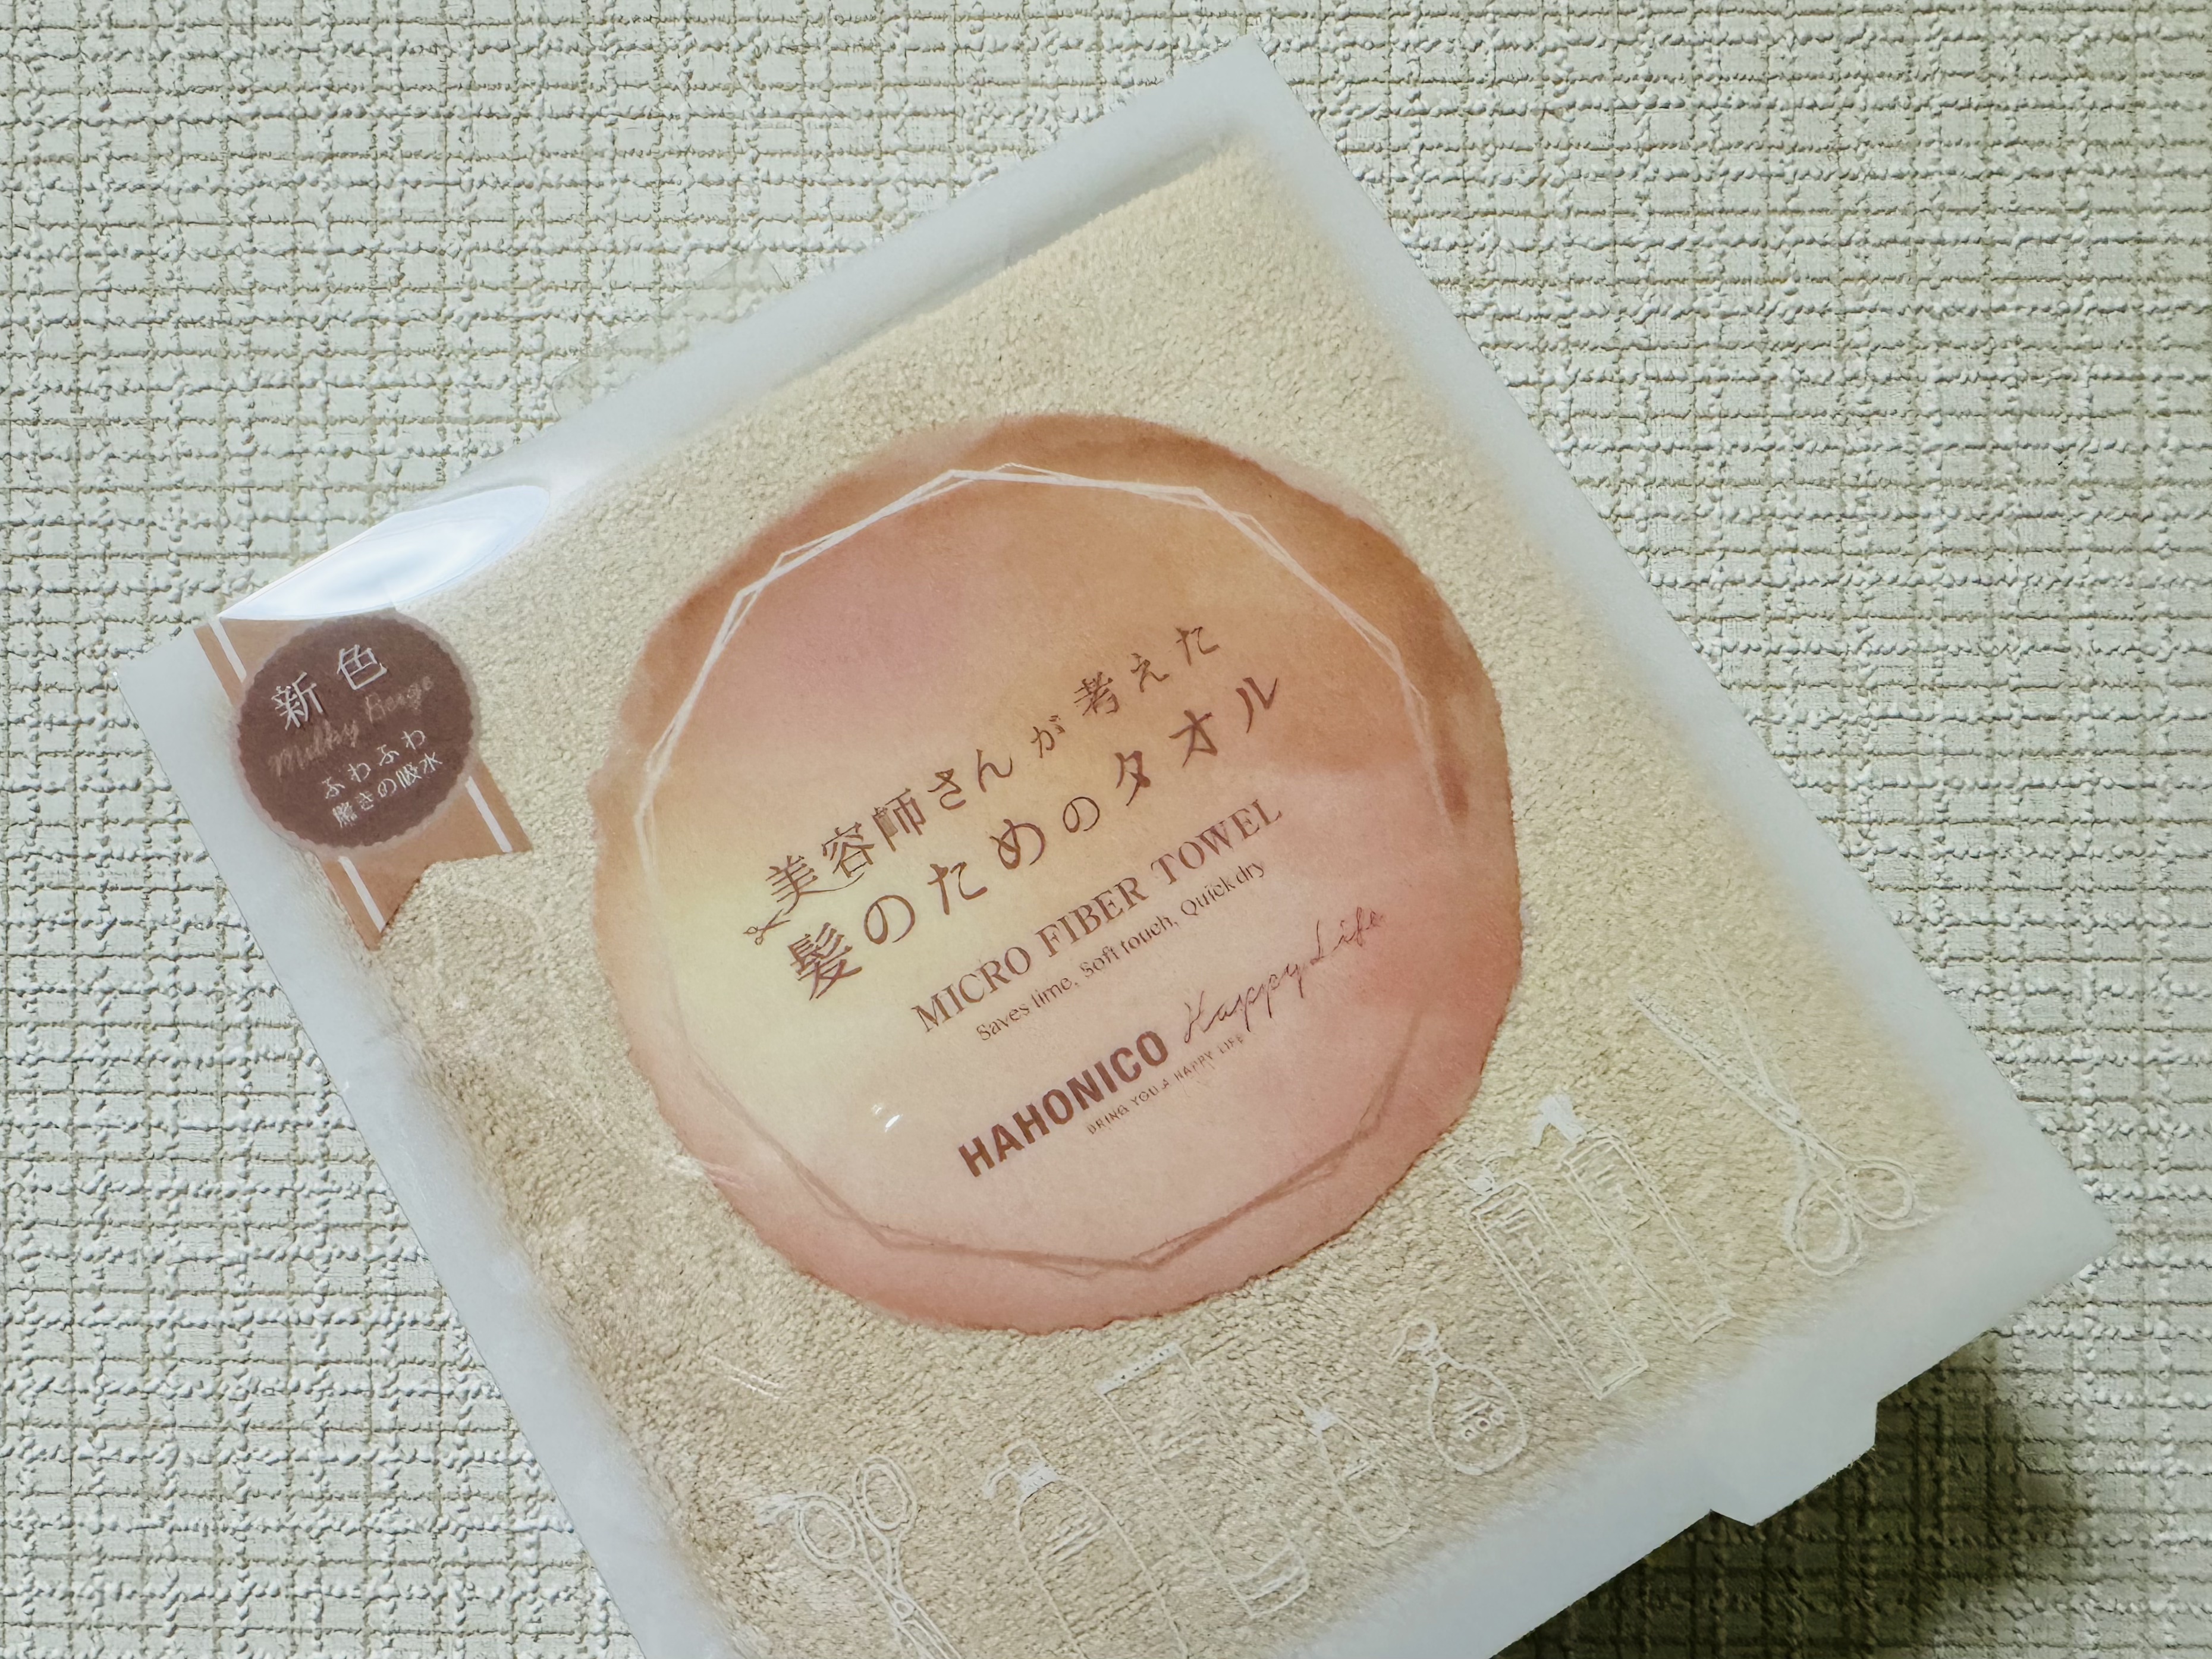 新色
Milky Beige
ふわふわ
驚きの吸水
美容師さんが考えた
髪のためのタオル
MICRO FIBER TOWEL
Saves time, Soft touch, Quick dry
HAHONICO Happy Life
BRING YOU A HAPPY LIFE